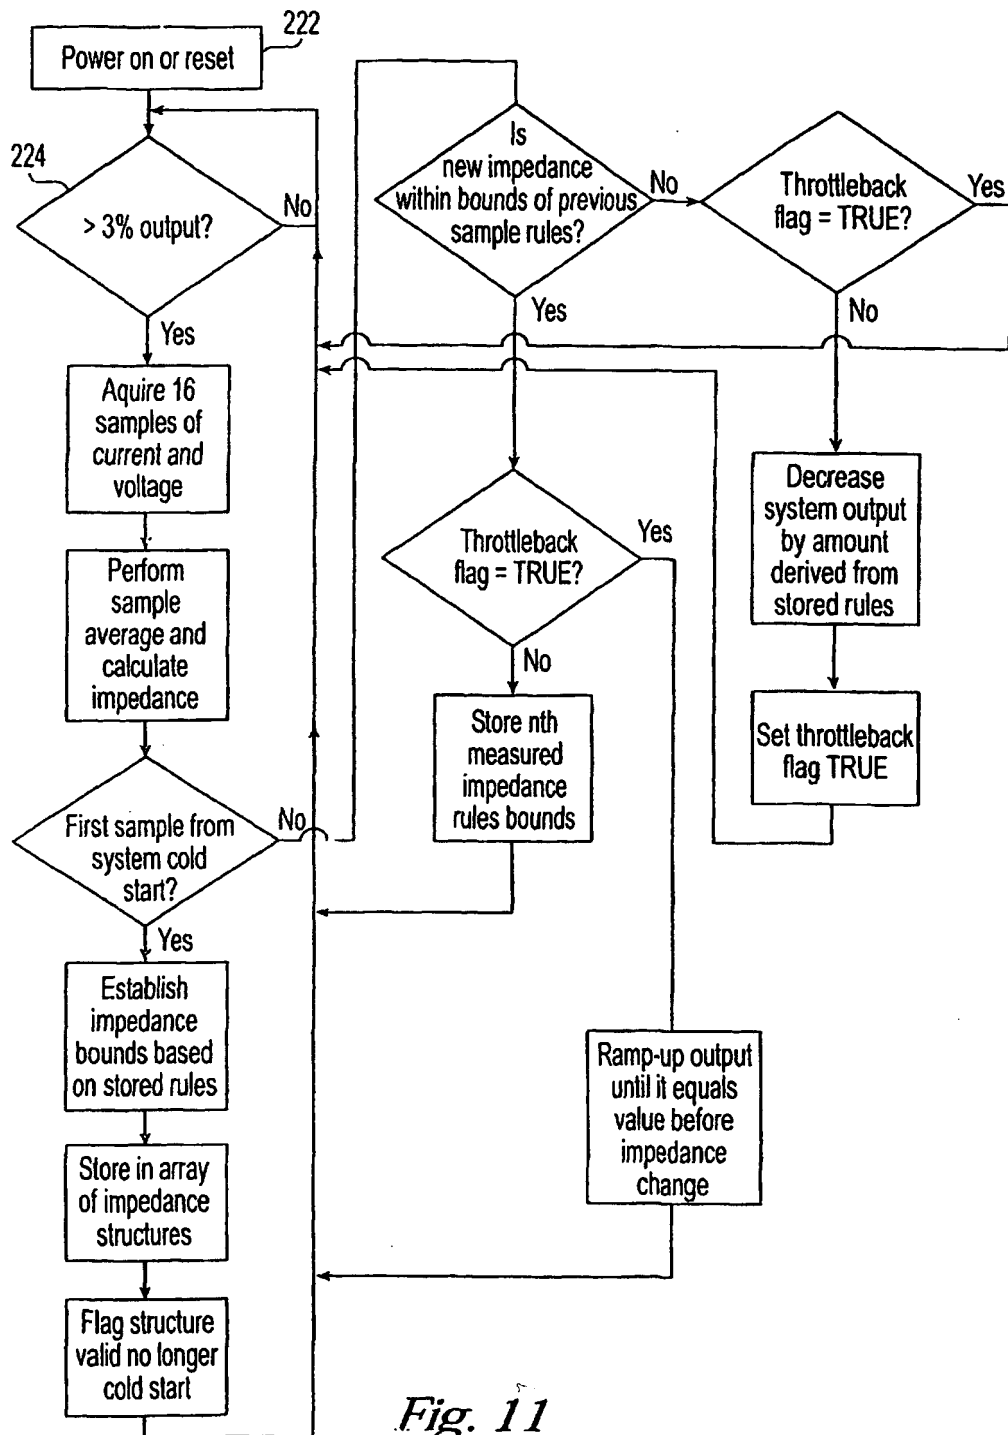 222
Power on or reset
224
> 3% output?
No
Yes
Aquire 16
samples of
current and
voltage
Perform
sample
average and
calculate
impedance
First sample from
system cold
start?
No
Yes
Establish
impedance
bounds based
on stored rules
Store in array
of impedance
structures
Flag structure
valid no longer
cold start
Is
new impedance
within bounds of previous
sample rules?
No
Yes
Throttleback
flag = TRUE?
Yes
No
Throttleback
flag = TRUE?
Yes
No
Store nth
measured
impedance
rules bounds
Decrease
system output
by amount
derived from
stored rules
Set throttleback
flag TRUE
Ramp-up output
until it equals
value before
impedance
change
Fig. 11